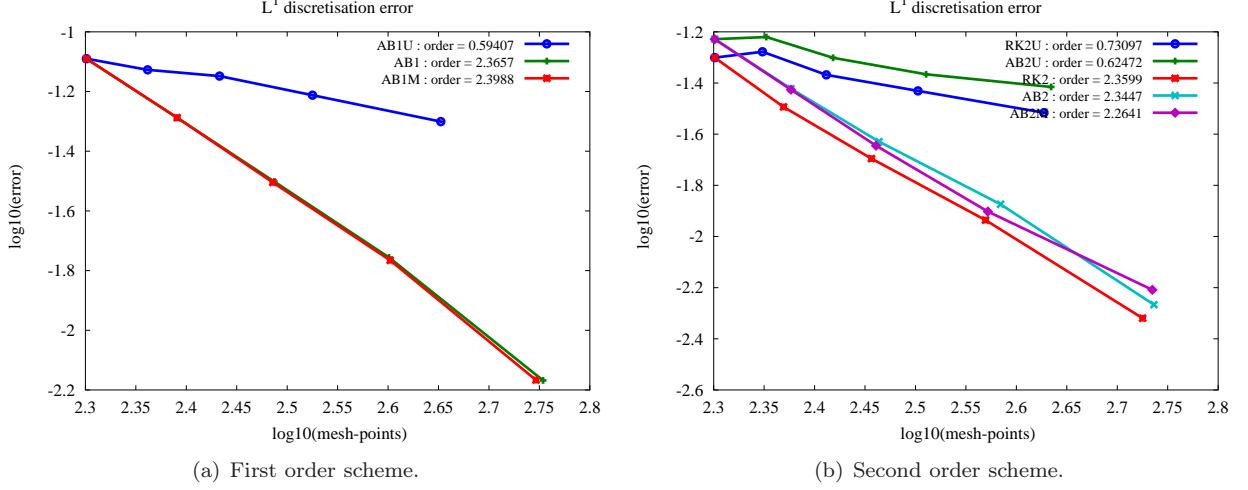 L1 discretisation error
-1
-1.2
-1.4
-1.6
-1.8
-2
-2.2
log10(error)
AB1U : order = 0.59407
AB1 : order = 2.3657
AB1M : order = 2.3988
2.3 2.35 2.4 2.45 2.5 2.55 2.6 2.65 2.7 2.75 2.8
log10(mesh-points)
(a) First order scheme.
L1 discretisation error
-1.2
-1.4
-1.6
-1.8
-2
-2.2
-2.4
-2.6
log10(error)
RK2U : order = 0.73097
AB2U : order = 0.62472
RK2 : order = 2.3599
AB2 : order = 2.3447
AB2M : order = 2.2641
2.3 2.35 2.4 2.45 2.5 2.55 2.6 2.65 2.7 2.75 2.8
log10(mesh-points)
(b) Second order scheme.